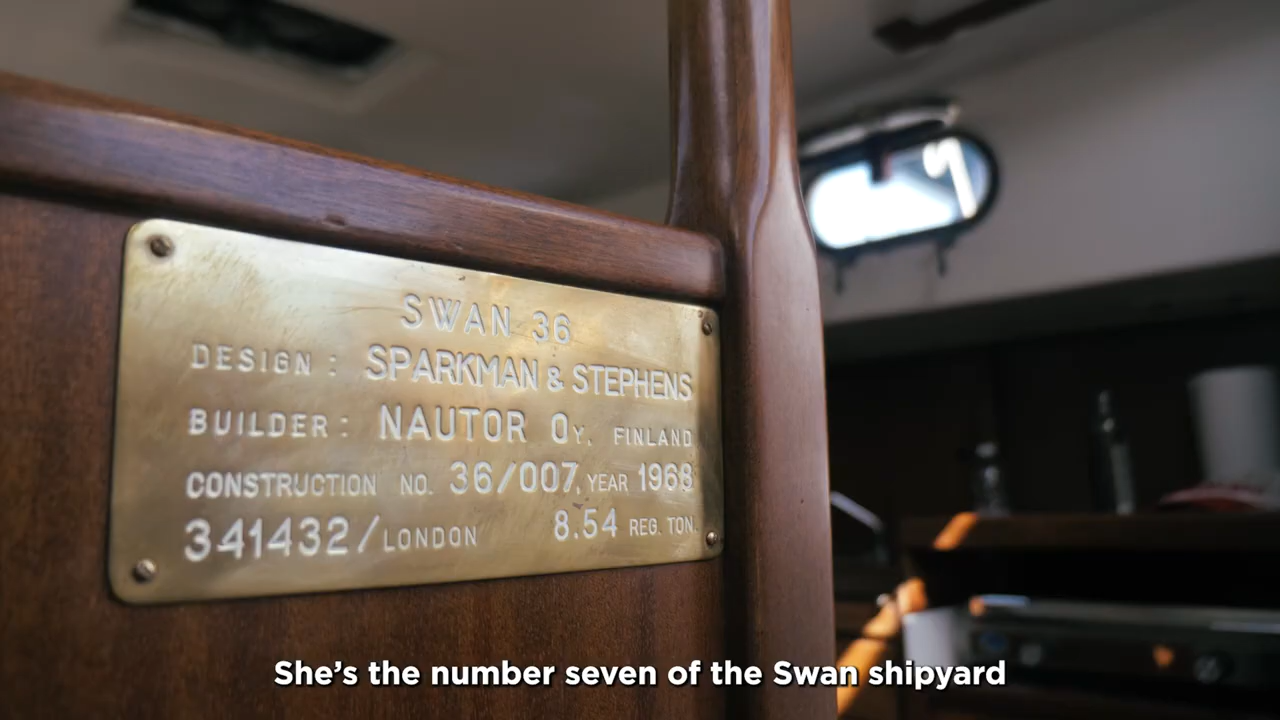 SWAN 36
DESIGN : SPARKMAN & STEPHENS
BUILDER : NAUTOR Oy. FINLAND
CONSTRUCTION NO. 36/007, YEAR 1968
341432/LONDON 8.54 REG. TON.
She's the number seven of the Swan shipyard